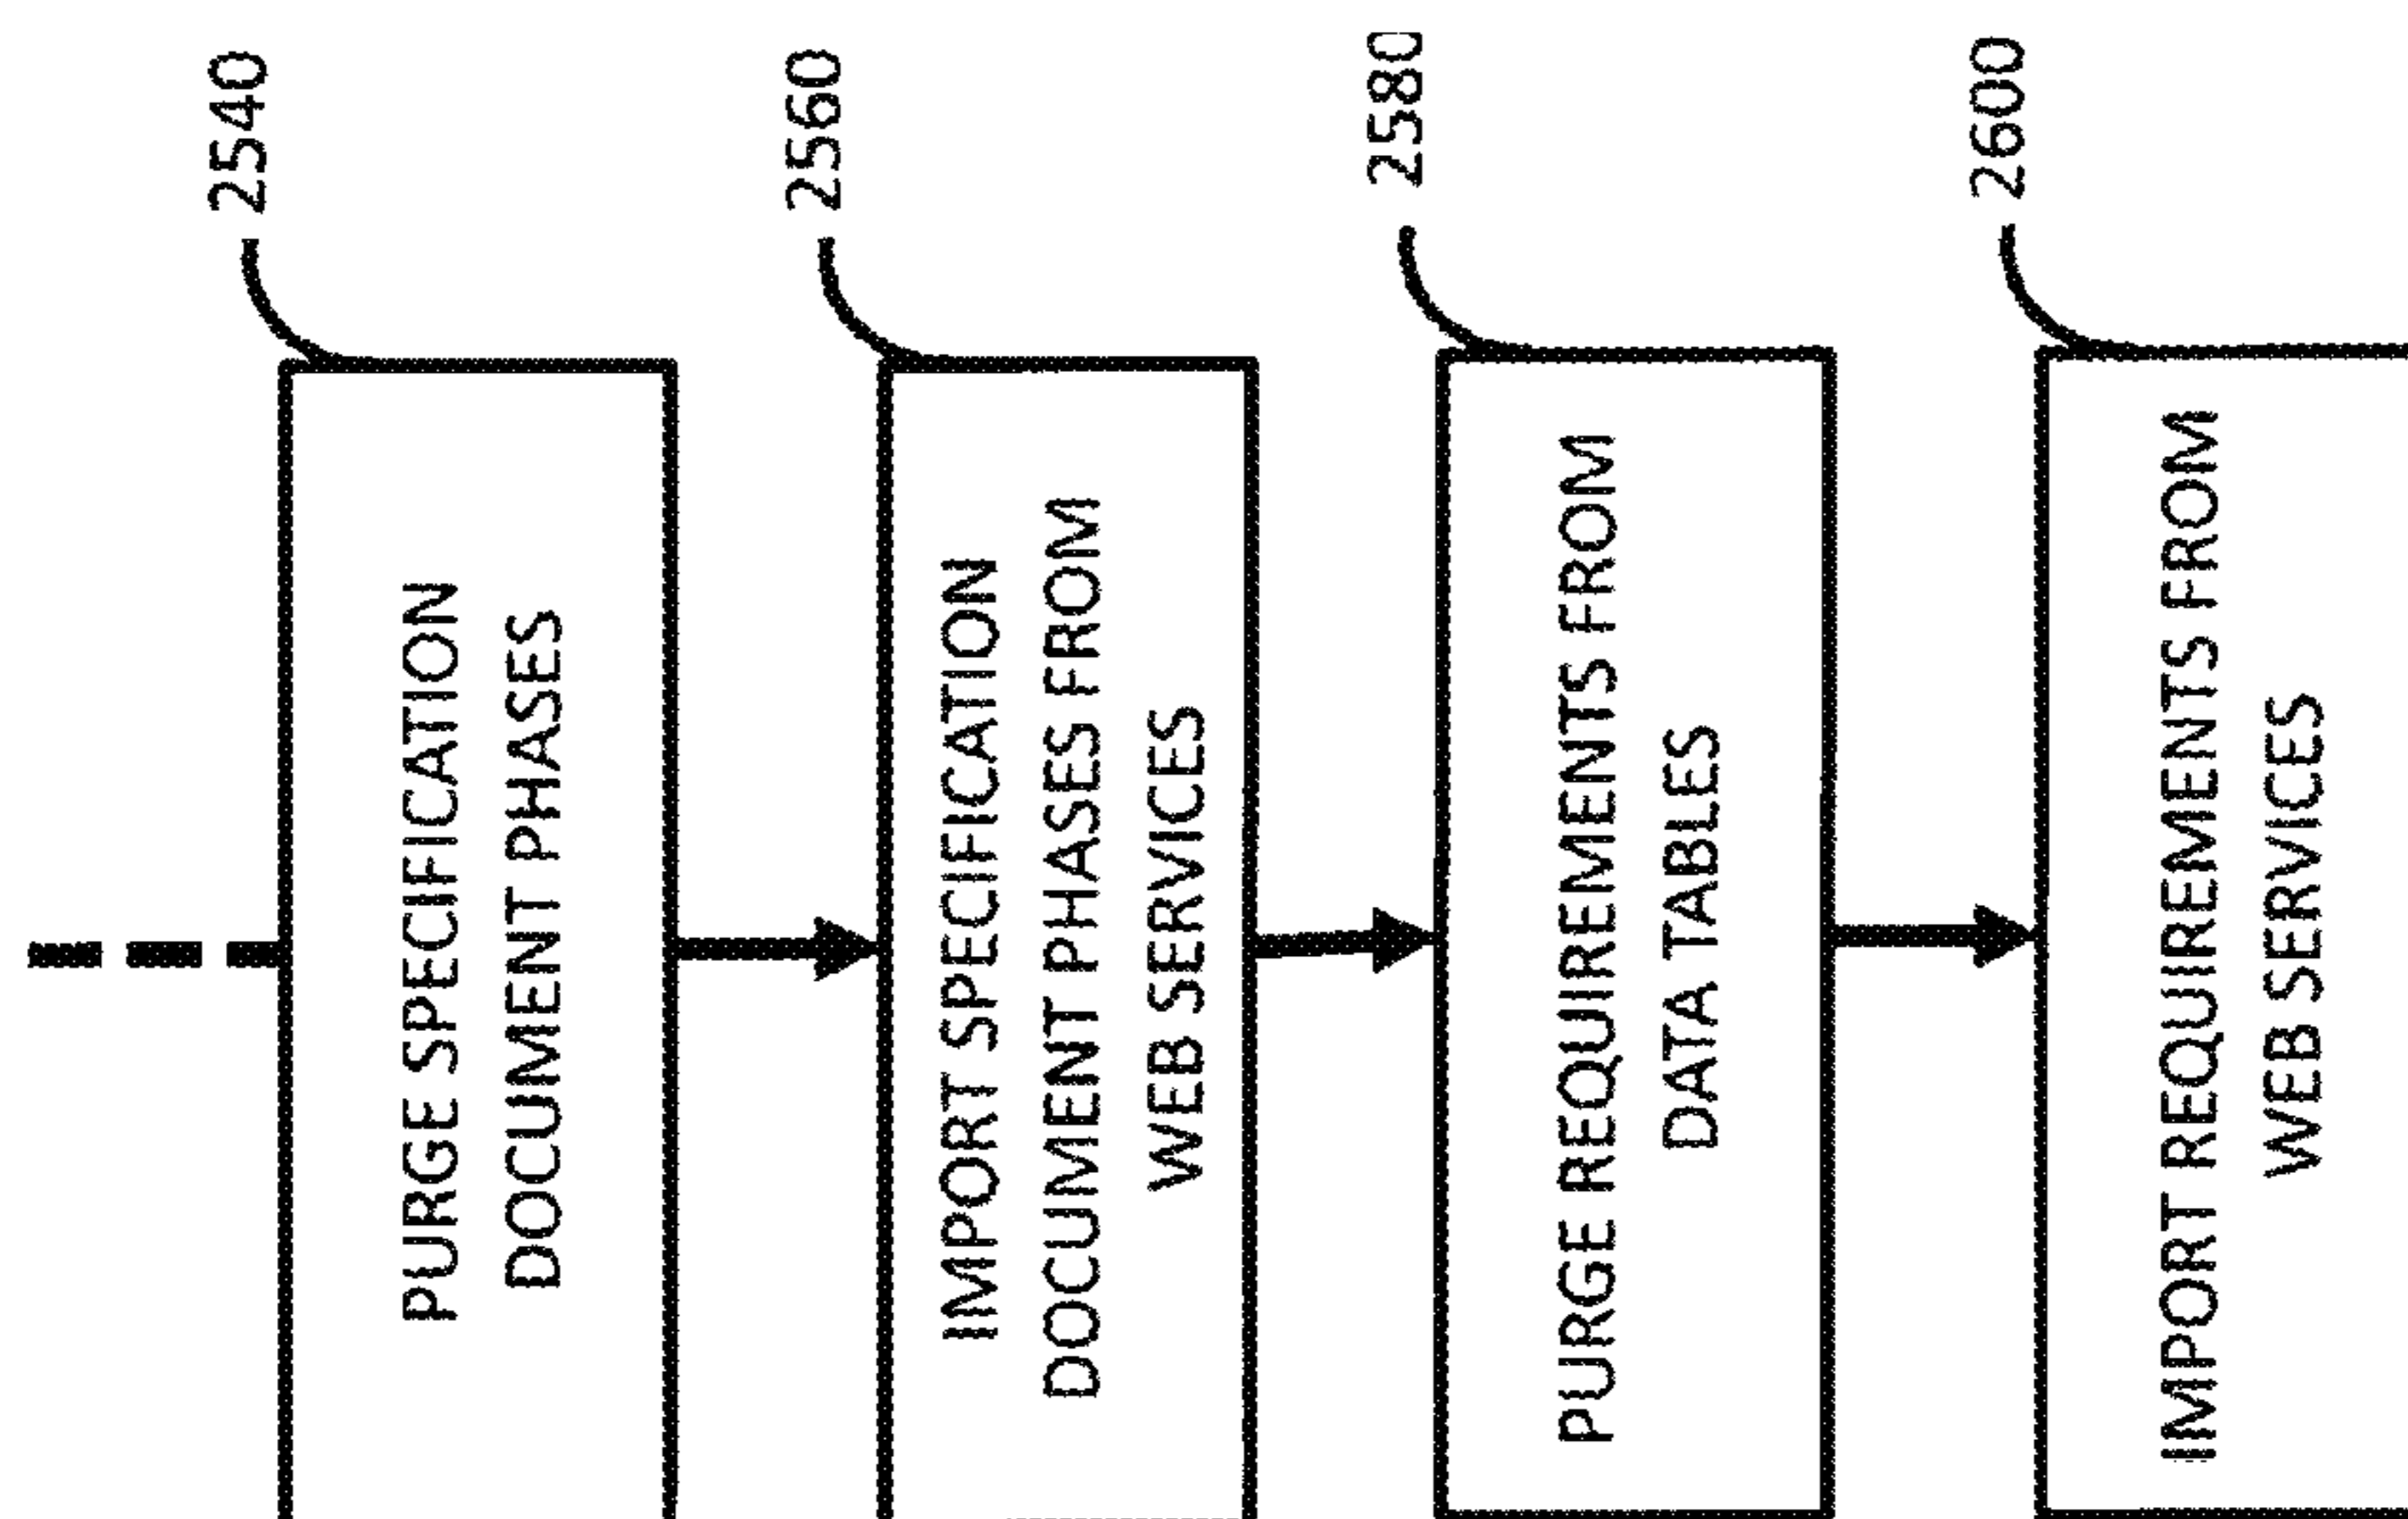 2540
PURGE SPECIFICATION
DOCUMENT PHASES
2560
IMPORT SPECIFICATION
DOCUMENT PHASES FROM
WEB SERVICES
2580
PURGE REQUIREMENTS FROM
DATA TABLES
2600
IMPORT REQUIREMENTS FROM
WEB SERVICES